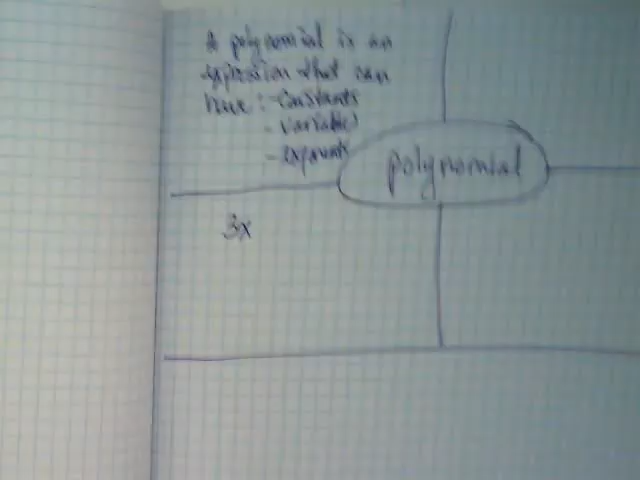 A polynomial is an
expression that can
have : - Constants
- variables
- exponents
polynomial
3x